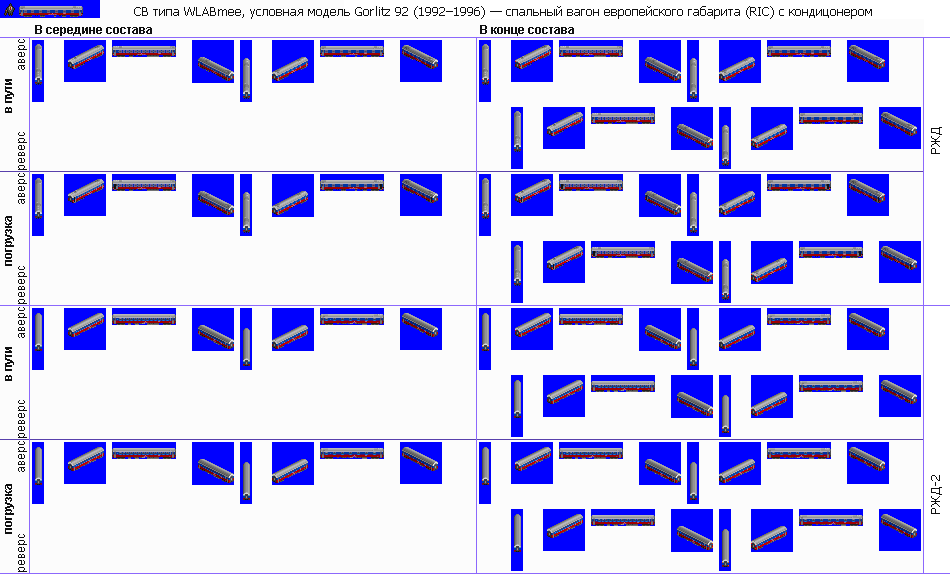 СВ типа WLABmee, условная модель Gorlitz 92 (1992–1996) — спальный вагон европейского габарита (RIC) с кондицонером
В середине состава
В конце состава
аверс
в пути
реверс
РЖД
аверс
погрузка
реверс
аверс
в пути
реверс
РЖД-2
аверс
погрузка
реверс